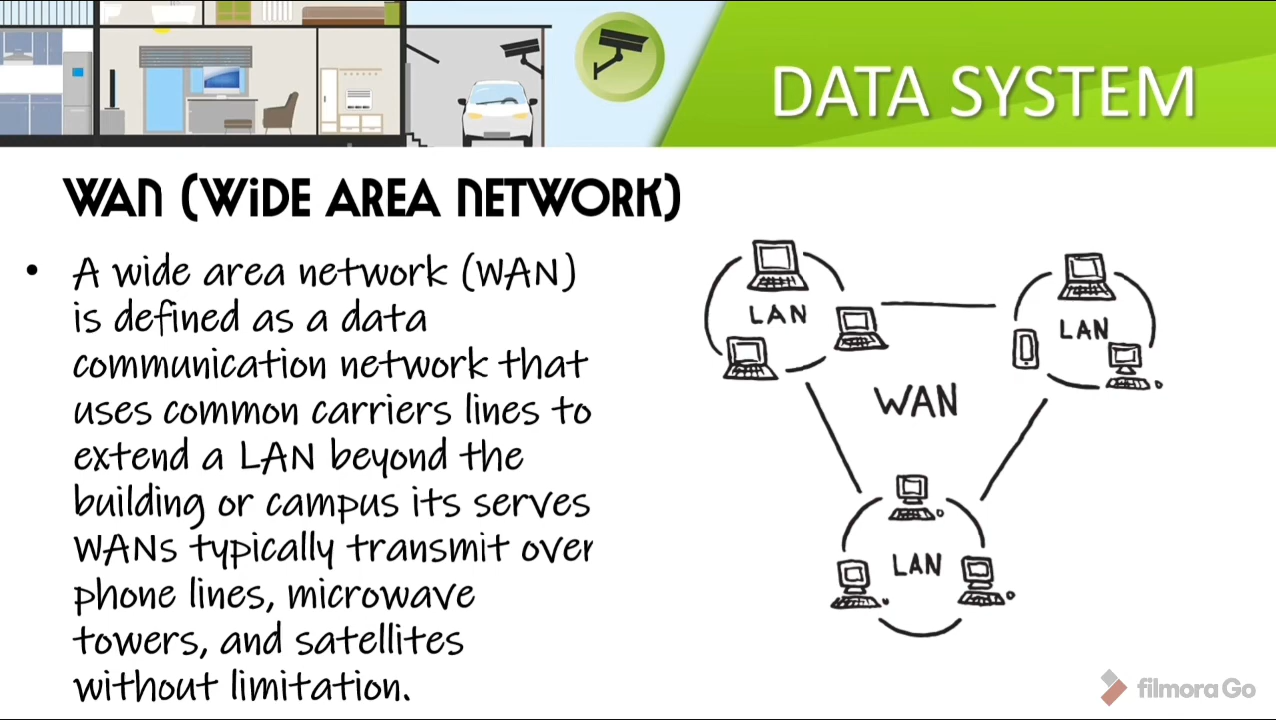 DATA SYSTEM
WAN (WiDE AREA NETWORK)
• A wide area network (WAN)
is defined as a data
communication network that
uses common carriers lines to
extend a LAN beyond the
building or campus its serves
WANs typically transmit over
phone lines, microwave
towers, and satellites
without limitation.
LAN
LAN
WAN
LAN
filmoraGo